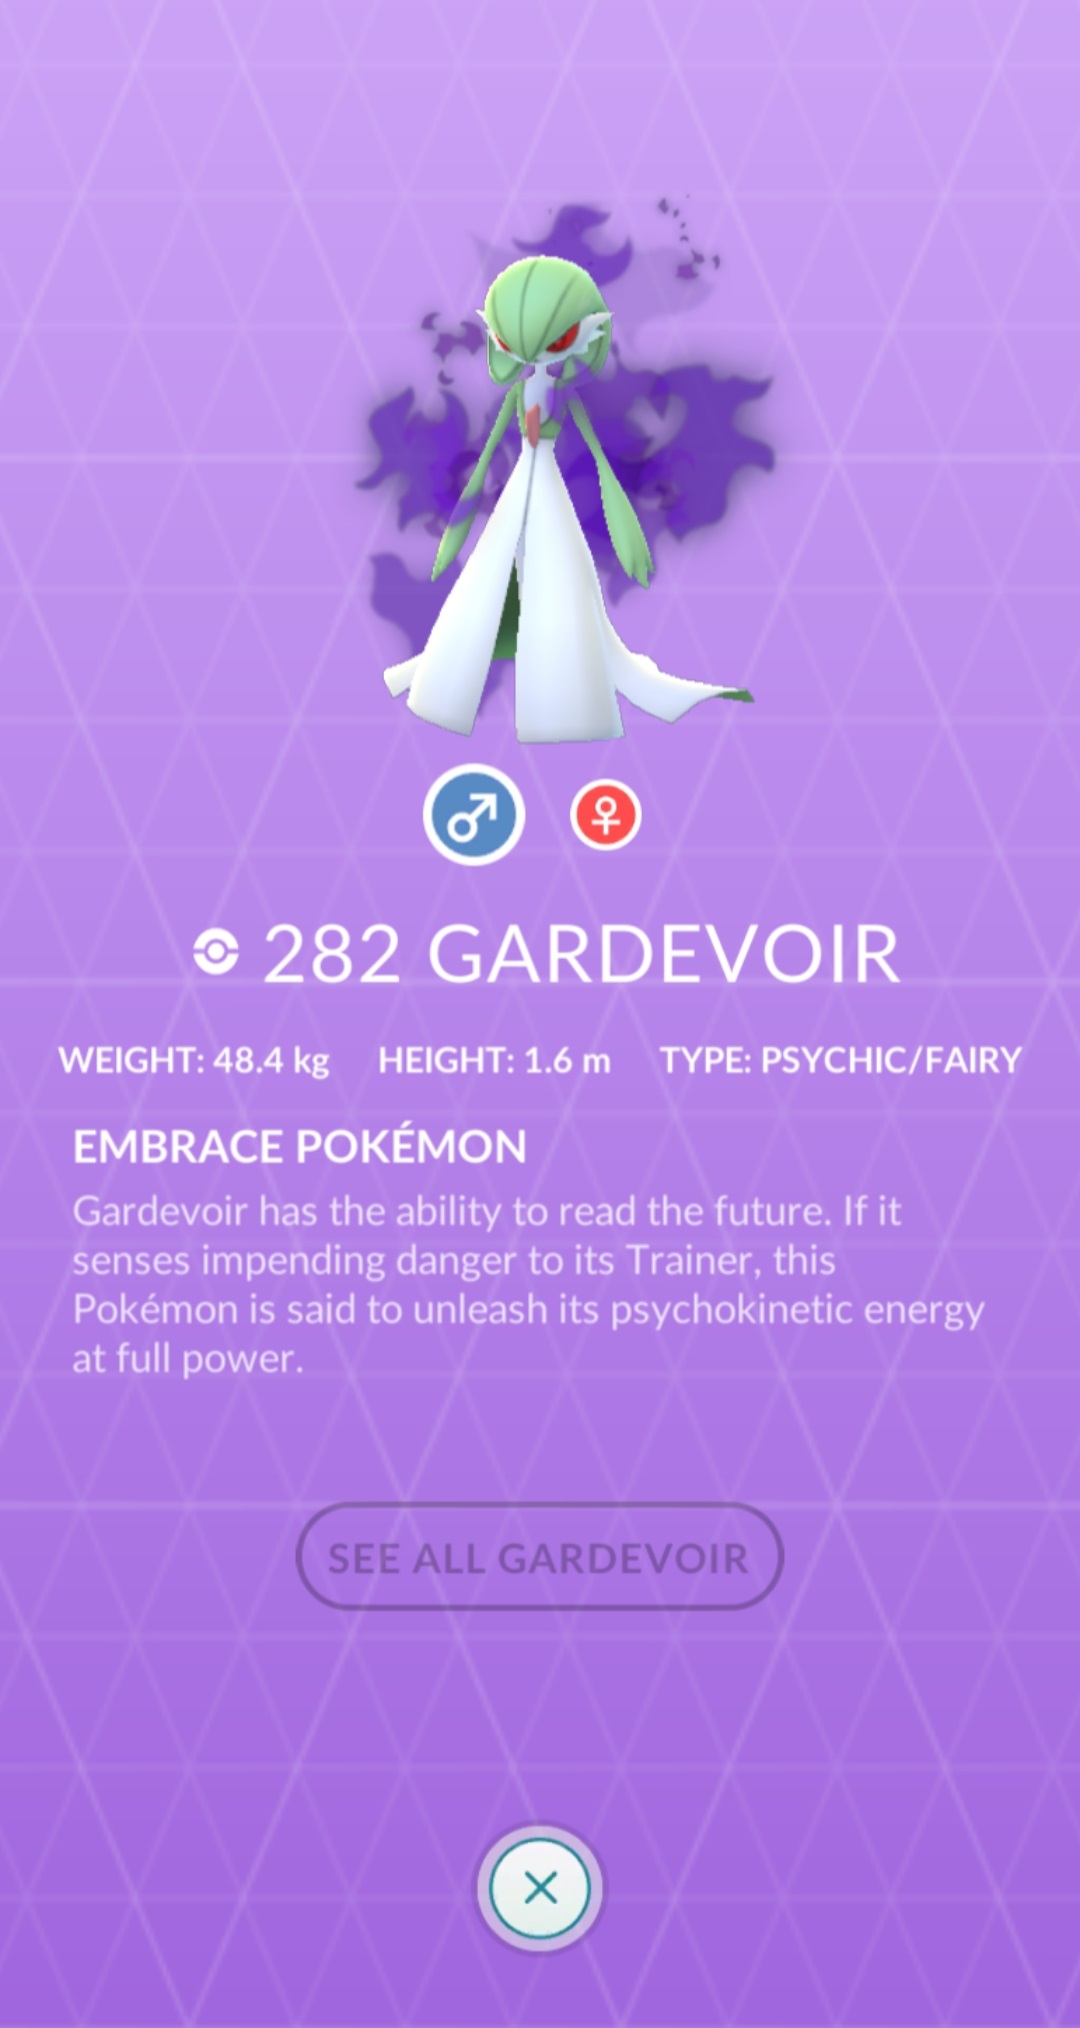 282 GARDEVOIR
WEIGHT: 48.4 kg HEIGHT: 1.6 m TYPE: PSYCHIC/FAIRY
EMBRACE POKÉMON
Gardevoir has the ability to read the future. If it
senses impending danger to its Trainer, this
Pokémon is said to unleash its psychokinetic energy
at full power.
SEE ALL GARDEVOIR